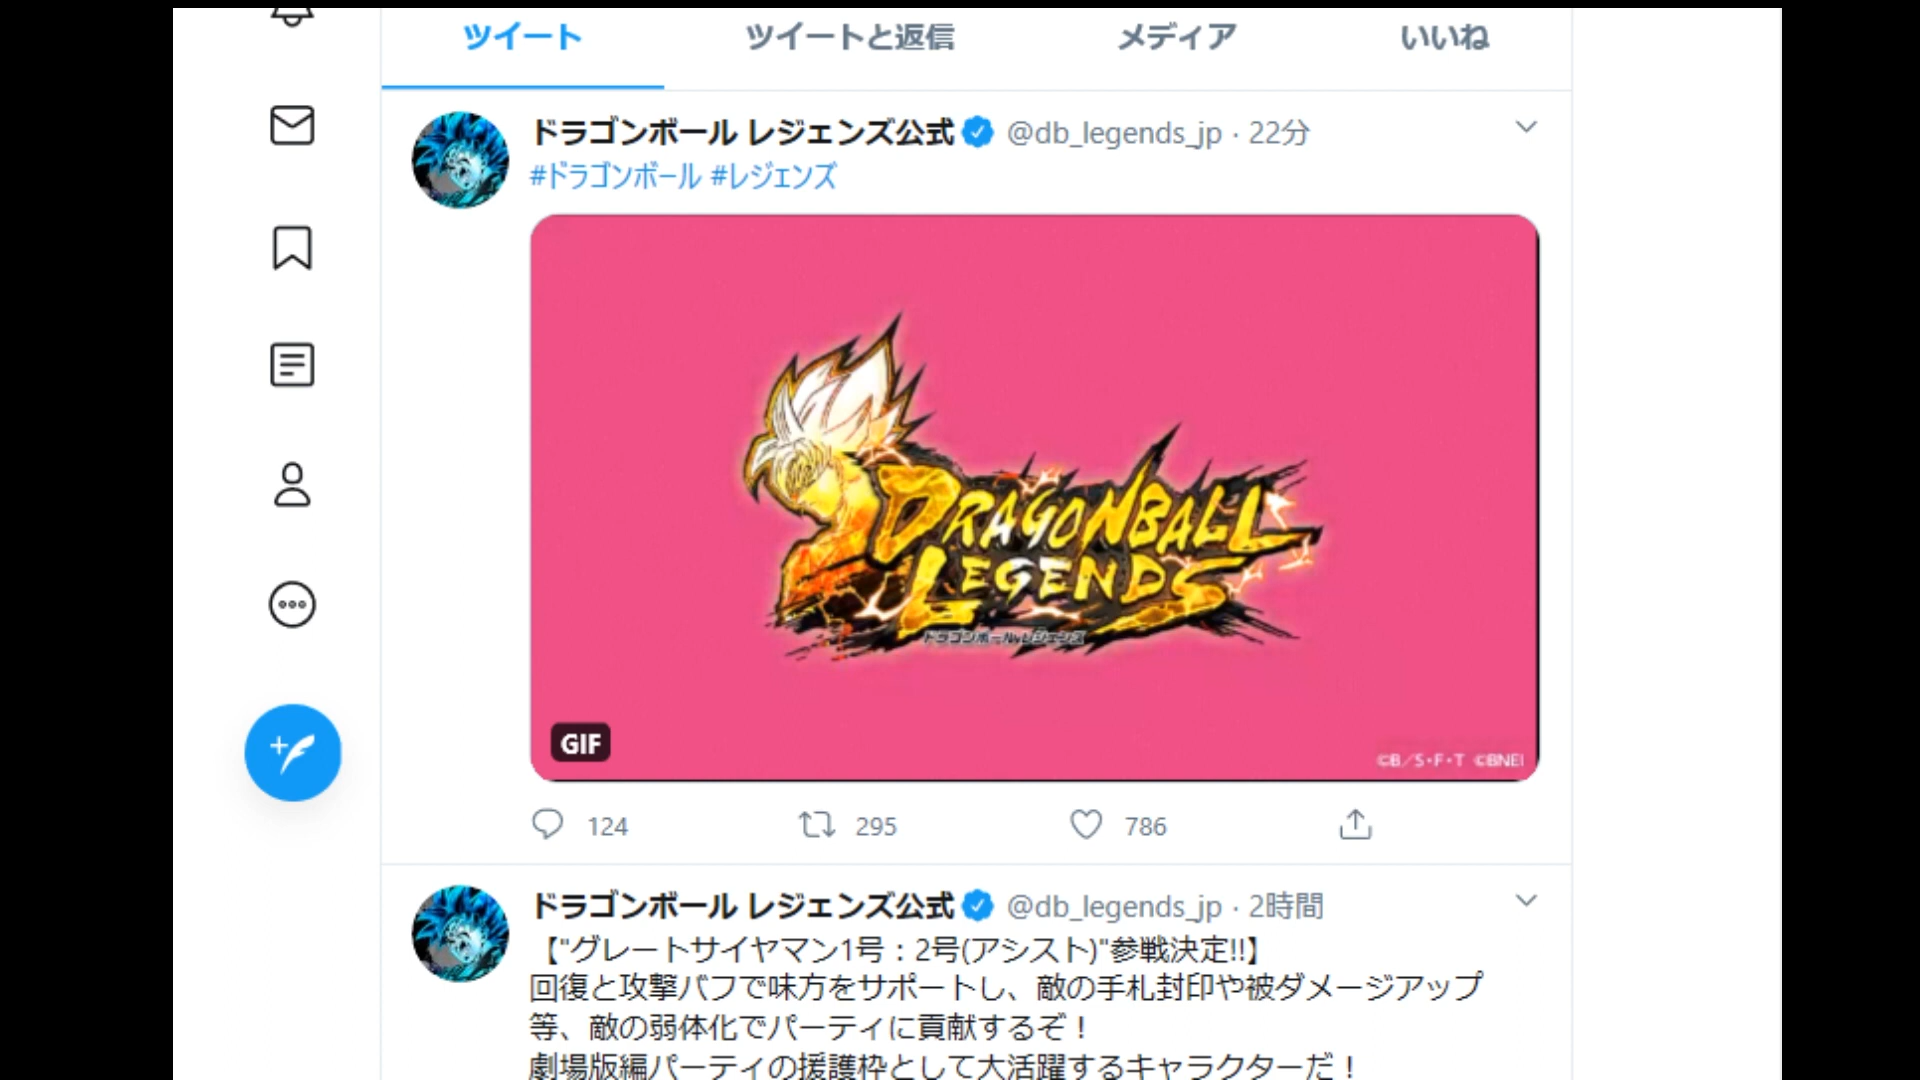 ツイート ツイートと返信 メディア いいね
ドラゴンボール レジェンズ公式 @db_legends_jp · 22分
#ドラゴンボール #レジェンズ
DRAGONBALL
LEGENDS
ドラゴンボール レジェンズ
GIF
©B／S・F・T ©BNEI
124 295 786
ドラゴンボール レジェンズ公式 @db_legends_jp · 2時間
【"グレートサイヤマン1号：2号(アシスト)"参戦決定!!】
回復と攻撃バフで味方をサポートし、敵の手札封印や被ダメージアップ
等、敵の弱体化でパーティに貢献するぞ！
劇場版編パーティの援護枠として大活躍するキャラクターだ！